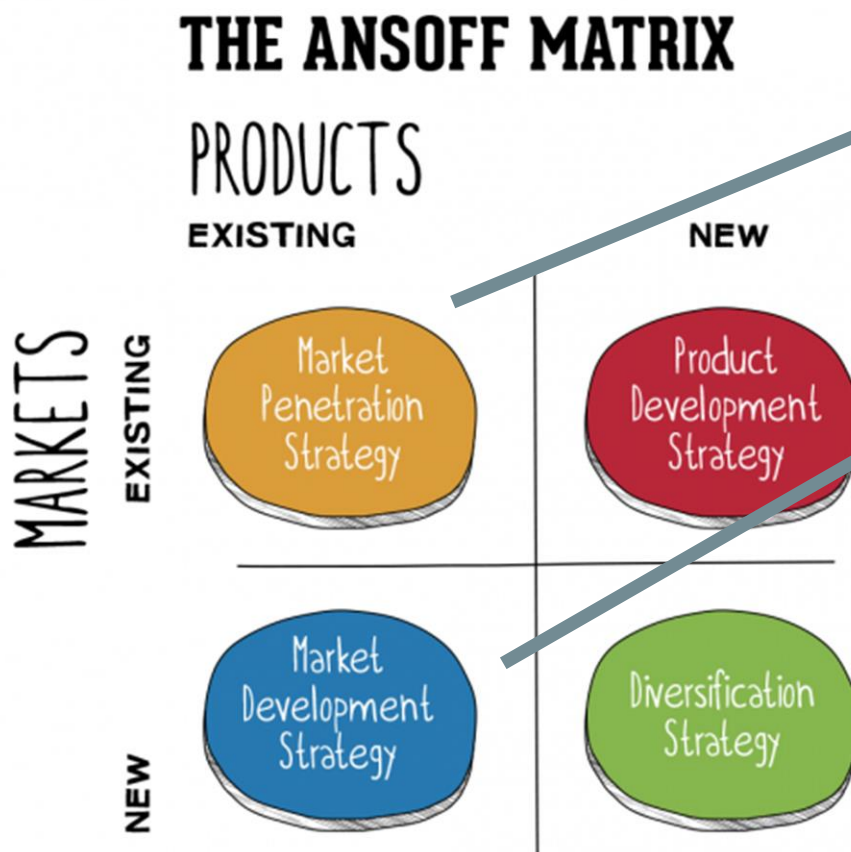 THE ANSOFF MATRIX
PRODUCTS
EXISTING
NEW
MARKETS
EXISTING
Market
Penetration
Strategy
Product
Development
Strategy
NEW
Market
Development
Strategy
Diversification
Strategy